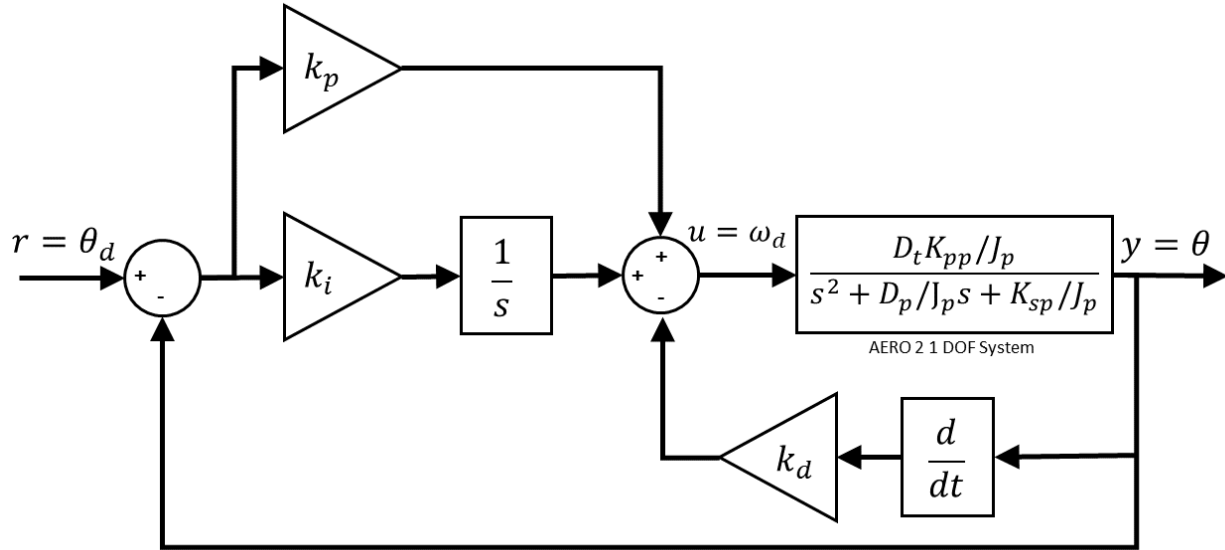 k_p
r = θ_d
+
-
k_i
1
s
+
+
-
u = ω_d
D_t K_pp / J_p
s² + D_p / J_p s + K_sp / J_p
AERO 2 1 DOF System
y = θ
k_d
d
dt